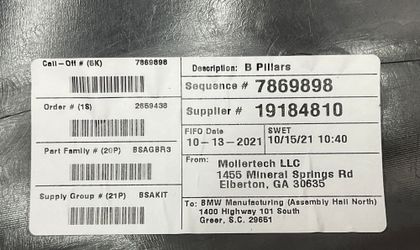 Call-Off # (6K) 7869898
Order # (1S) 2659438
Part Family # (20P) BSAGBR3
Supply Group # (21P) BSAKIT
Description: B Pillars
Sequence # 7869898
Supplier # 19184810
FIFO Date
10-13-2021
SWET
10/15/21 10:40
From: Mollertech LLC
1455 Mineral Springs Rd
Elberton, GA 30635
To: BMW Manufacturing (Assembly Hall North)
1400 Highway 101 South
Greer, S.C. 29651